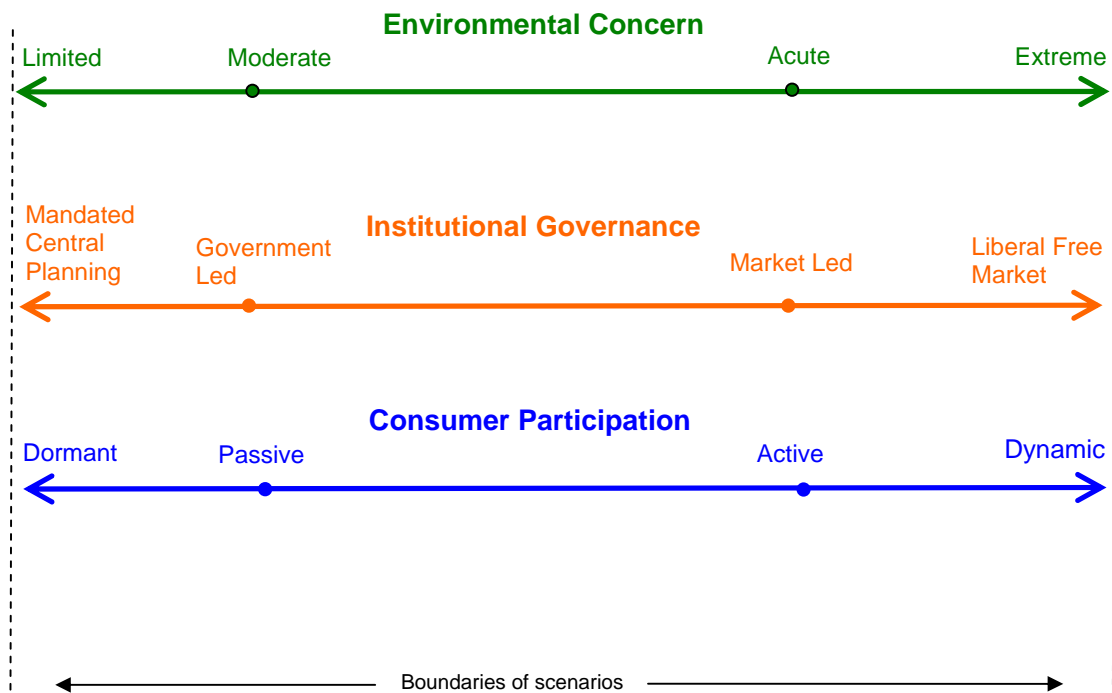 Environmental Concern
Limited
Moderate
Acute
Extreme
Institutional Governance
Mandated
Central
Planning
Government
Led
Market Led
Liberal Free
Market
Consumer Participation
Dormant
Passive
Active
Dynamic
Boundaries of scenarios